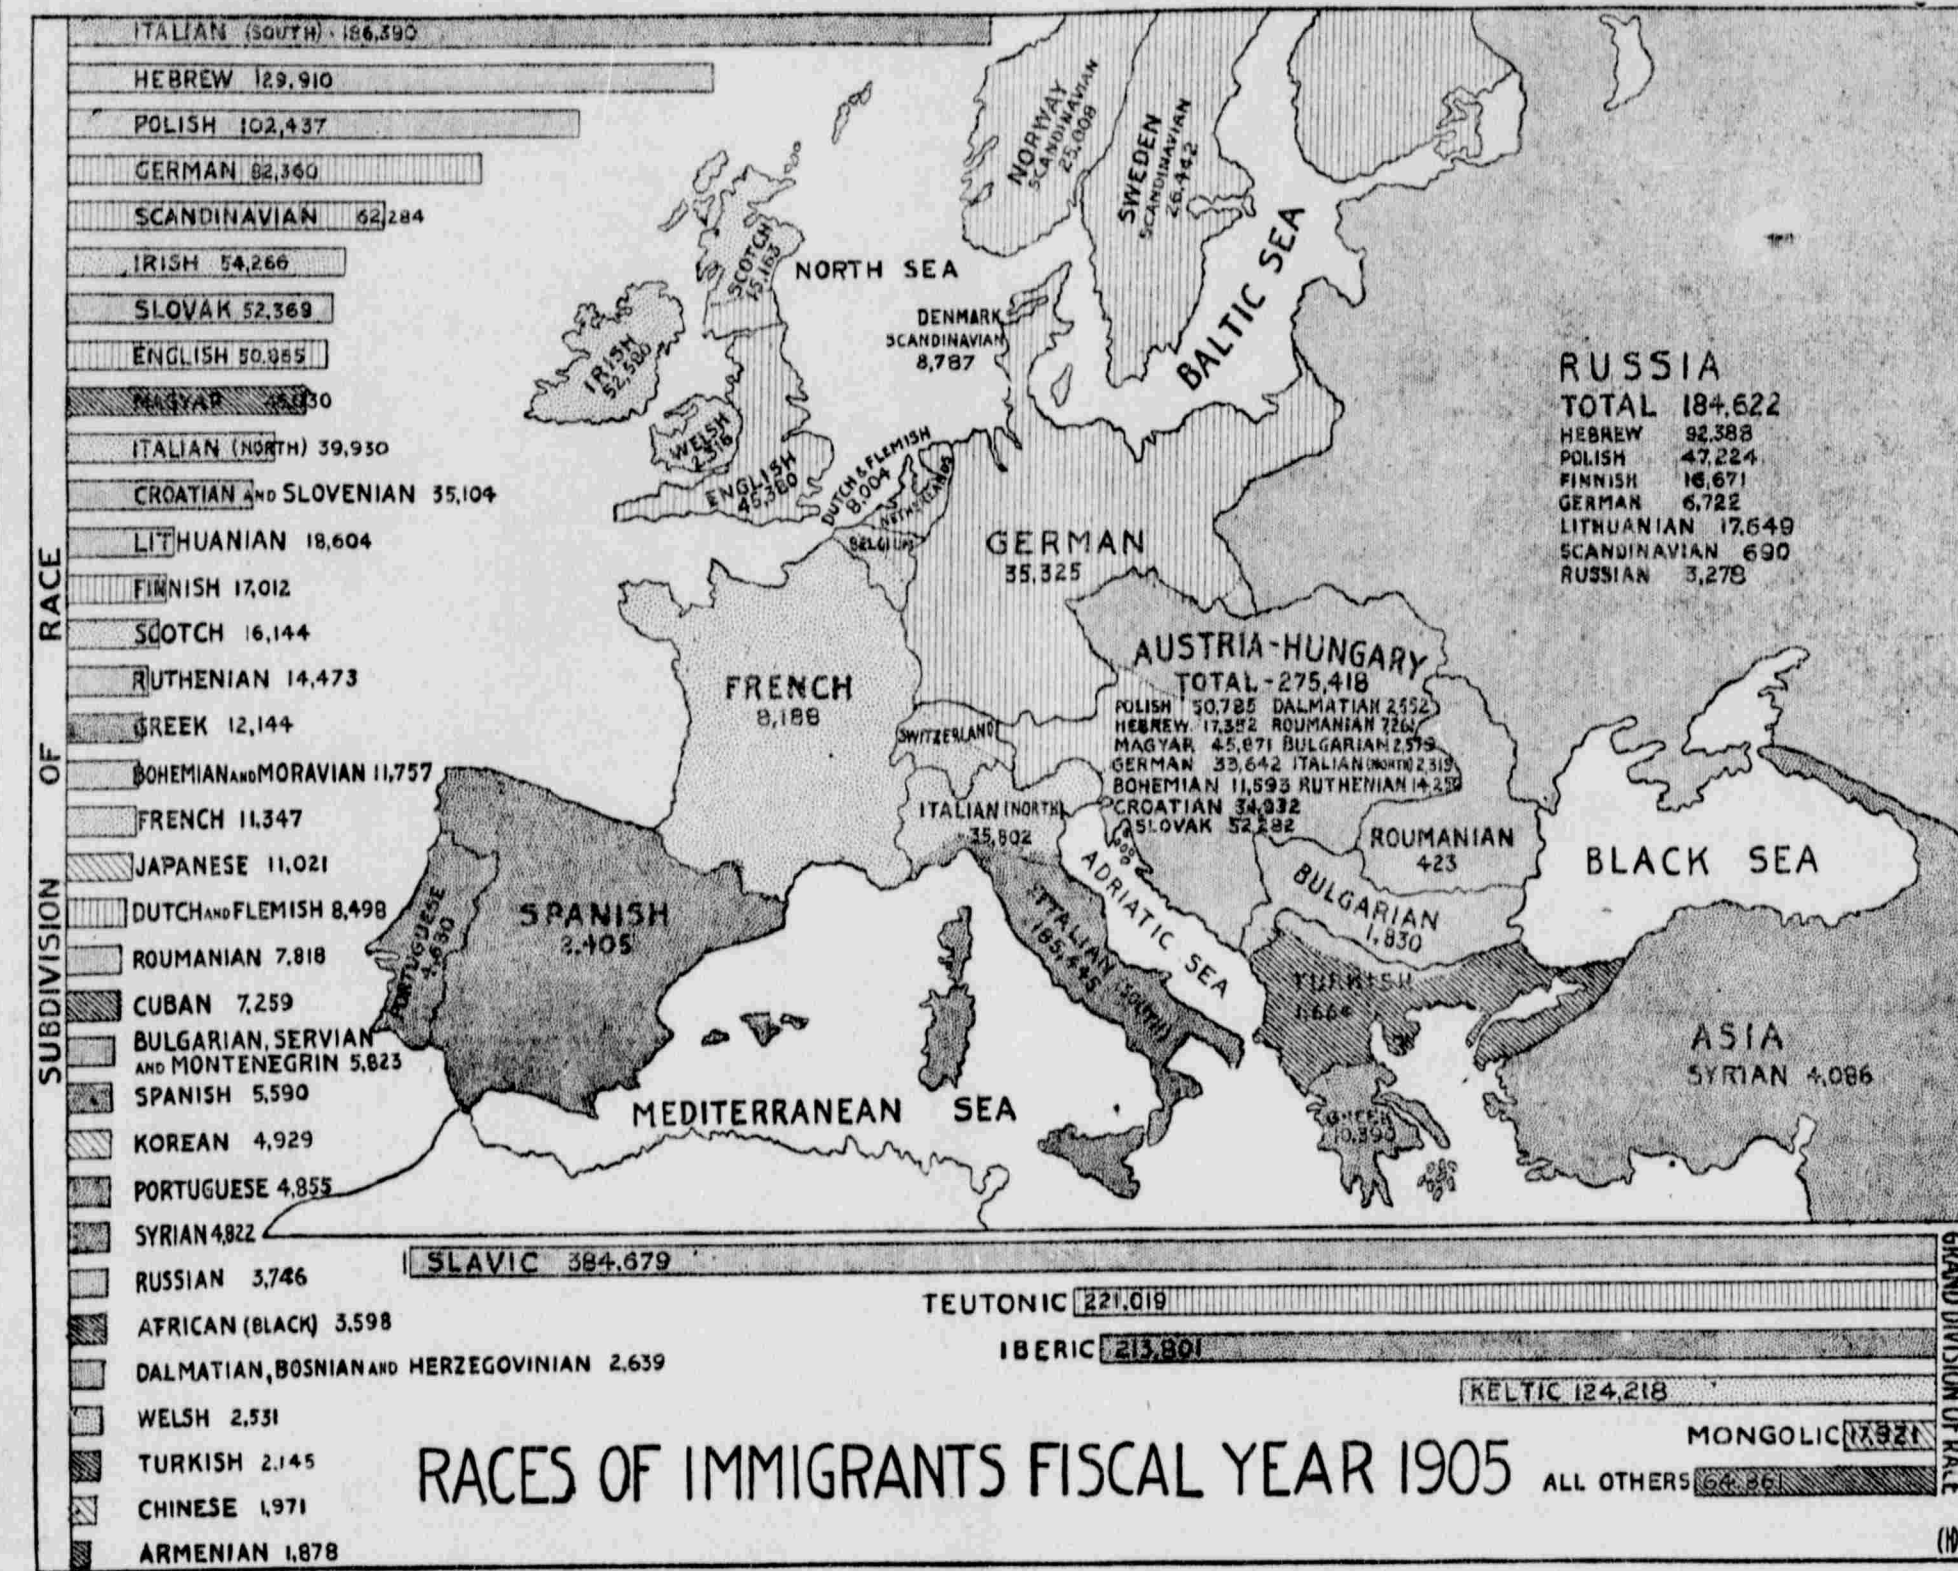 ITALIAN (SOUTH) - 186,390
HEBREW 129,910
POLISH 102,437
GERMAN 82,360
SCANDINAVIAN 62,284
IRISH 54,266
SLOVAK 52,369
ENGLISH 50,865
MAGYAR 46,030
ITALIAN (NORTH) 39,930
CROATIAN AND SLOVENIAN 35,104
LITHUANIAN 18,604
FINNISH 17,012
SCOTCH 16,144
RUTHENIAN 14,473
GREEK 12,144
BOHEMIAN AND MORAVIAN 11,757
FRENCH 11,347
JAPANESE 11,021
DUTCH AND FLEMISH 8,498
ROUMANIAN 7,818
CUBAN 7,259
BULGARIAN, SERVIAN
AND MONTENEGRIN 5,823
SPANISH 5,590
KOREAN 4,929
PORTUGUESE 4,855
SYRIAN 4,822
RUSSIAN 3,746
AFRICAN (BLACK) 3,598
DALMATIAN, BOSNIAN AND HERZEGOVINIAN 2,639
WELSH 2,531
TURKISH 2,145
CHINESE 1,971
ARMENIAN 1,878
SUBDIVISION OF RACE
NORWAY
SCANDINAVIAN
25,008
SWEDEN
SCANDINAVIAN
26,442
BALTIC SEA
NORTH SEA
DENMARK
SCANDINAVIAN
8,787
SCOTCH
15,163
IRISH
WELSH
ENGLISH
DUTCH & FLEMISH
8,004
NETHERLANDS
BELGIUM
GERMAN
35,325
RUSSIA
TOTAL 184,622
HEBREW 92,388
POLISH 47,224
FINNISH 16,671
GERMAN 6,722
LITHUANIAN 17,649
SCANDINAVIAN 690
RUSSIAN 3,278
AUSTRIA-HUNGARY
TOTAL - 275,418
POLISH 50,785 DALMATIAN 2,552
HEBREW 17,352 ROUMANIAN
MAGYAR 45,871 BULGARIAN
GERMAN 33,642 ITALIAN (NORTH) 2,319
BOHEMIAN 11,593 RUTHENIAN
CROATIAN 34,932
SLOVAK 52,282
FRENCH
8,188
SWITZERLAND
ITALIAN (NORTH)
35,802
ITALIAN (SOUTH)
185,445
ADRIATIC SEA
ROUMANIAN
423
BULGARIAN
1,830
BLACK SEA
SPANISH
2,405
PORTUGUESE
TURKISH
GREEK
ASIA
SYRIAN 4,086
MEDITERRANEAN SEA
SLAVIC 384,679
TEUTONIC 221,019
IBERIC 213,801
KELTIC 124,218
MONGOLIC
ALL OTHERS
GRAND DIVISION OF RACE
RACES OF IMMIGRANTS FISCAL YEAR 1905